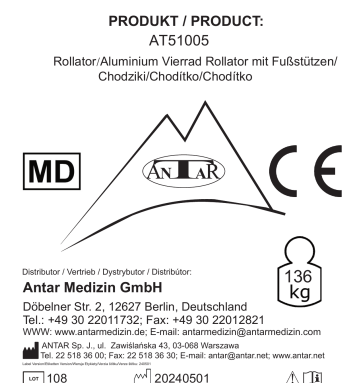 PRODUKT / PRODUCT:
AT51005
Rollator/Aluminium Vierrad Rollator mit Fußstützen/
Chodziki/Chodítko/Chodítko
MD
ANTAR
CE
136
kg
Distributor / Vertrieb / Dystrybutor / Distribútor:
Antar Medizin GmbH
Döbelner Str. 2, 12627 Berlin, Deutschland
Tel.: +49 30 22011732; Fax: +49 30 22012821
WWW: www.antarmedizin.de; E-mail: antarmedizin@antarmedizin.com
ANTAR Sp. J., ul. Zawiślańska 43, 03-068 Warszawa
Tel. 22 518 36 00; Fax: 22 518 36 30; E-mail: antar@antar.net; www.antar.net
LOT 108
20240501